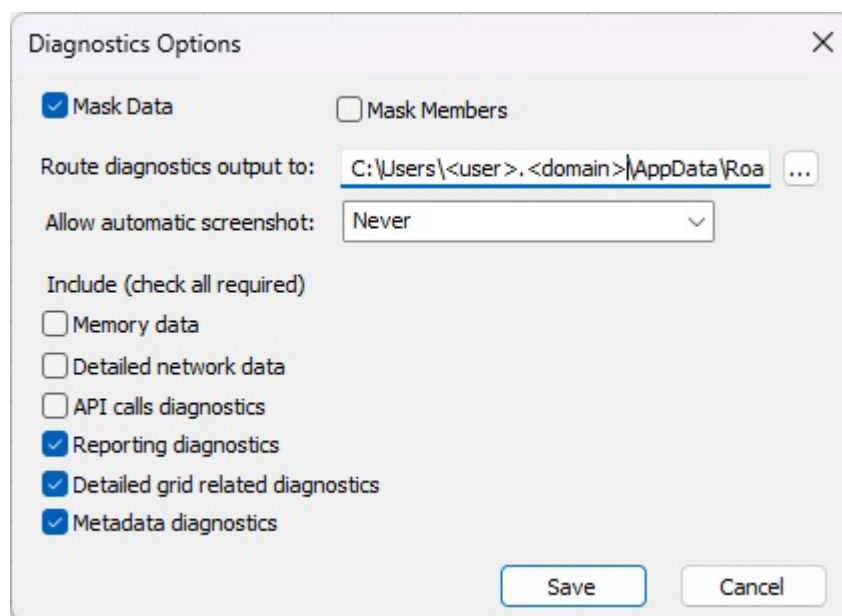 Diagnostics Options
Mask Data Mask Members
Route diagnostics output to: C:\Users\<user>.<domain>\AppData\Roa ...
Allow automatic screenshot: Never
Include (check all required)
Memory data
Detailed network data
API calls diagnostics
Reporting diagnostics
Detailed grid related diagnostics
Metadata diagnostics
Save Cancel